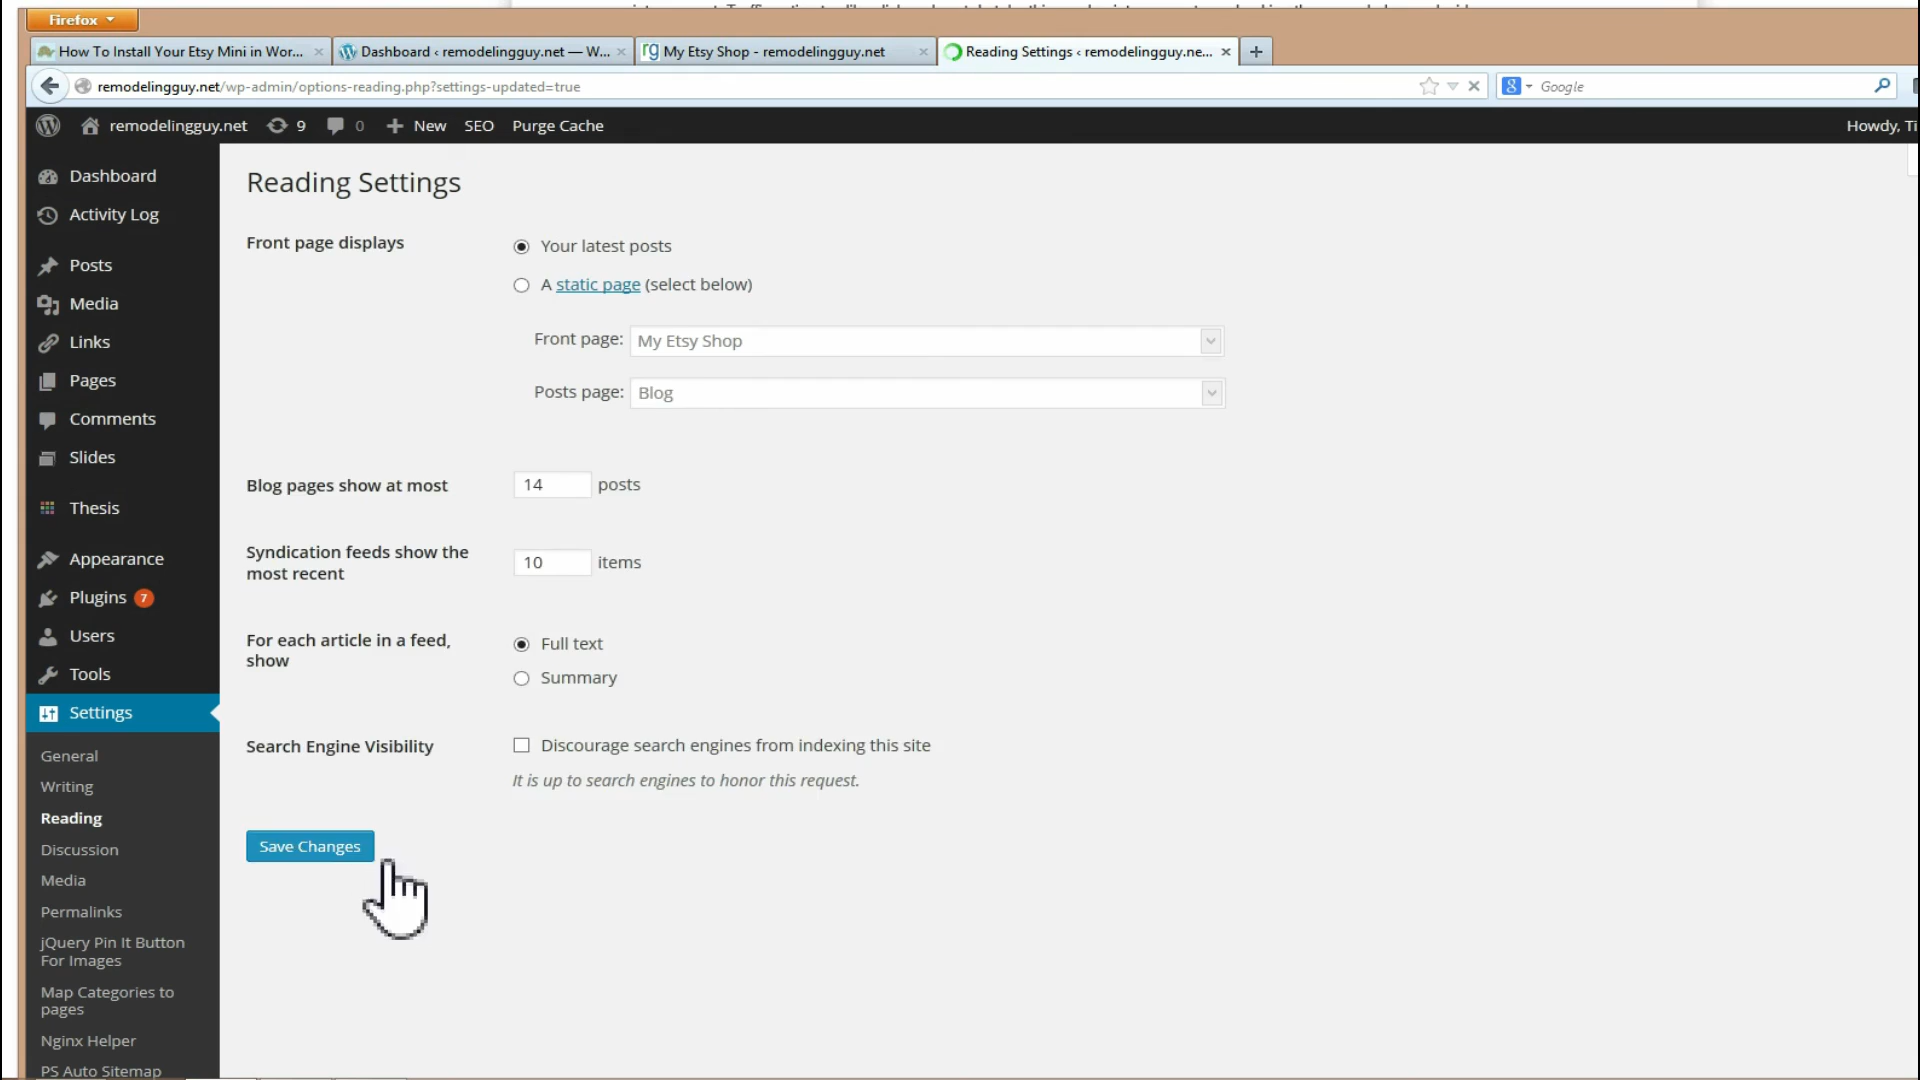 Firefox
How To Install Your Etsy Mini in Wor...
Dashboard ‹ remodelingguy.net — W...
rg My Etsy Shop - remodelingguy.net
Reading Settings ‹ remodelingguy.ne...
remodelingguy.net/wp-admin/options-reading.php?settings-updated=true
8 Google
remodelingguy.net 9 0 + New SEO Purge Cache
Howdy, Ti
Dashboard
Activity Log
Posts
Media
Links
Pages
Comments
Slides
Thesis
Appearance
Plugins 7
Users
Tools
Settings
General
Writing
Reading
Discussion
Media
Permalinks
jQuery Pin It Button
For Images
Map Categories to
pages
Nginx Helper
PS Auto Sitemap
Reading Settings
Front page displays
Your latest posts
A static page (select below)
Front page: My Etsy Shop
Posts page: Blog
Blog pages show at most 14 posts
Syndication feeds show the
most recent
10 items
For each article in a feed,
show
Full text
Summary
Search Engine Visibility
Discourage search engines from indexing this site
It is up to search engines to honor this request.
Save Changes